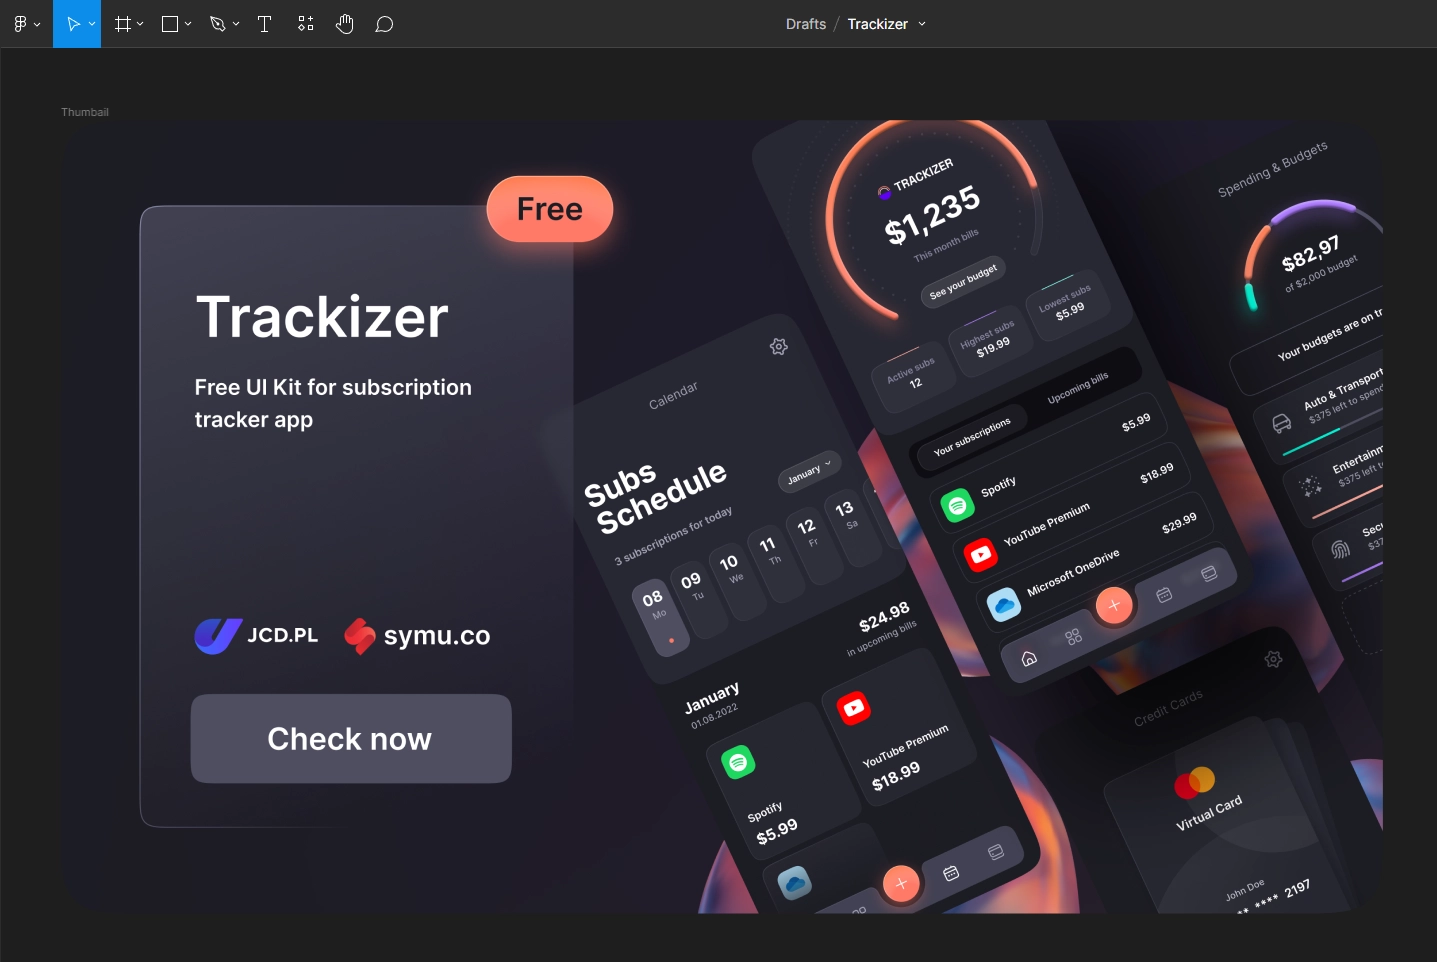 Drafts / Trackizer
Thumbail
Free
Trackizer
Free UI Kit for subscription
tracker app
JCD.PL
symu.co
Check now
Calendar
Subs
Schedule
January
3 subscriptions for today
08
Mo
09
Tu
10
We
11
Th
12
Fr
13
Sa
$24.98
in upcoming bills
January
01.08.2022
Spotify
$5.99
YouTube Premium
$18.99
TRACKIZER
$1,235
This month bills
See your budget
Active subs
12
Highest subs
$19.99
Lowest subs
$5.99
Your subscriptions
Upcoming bills
Spotify
$5.99
YouTube Premium
$18.99
Microsoft OneDrive
$29.99
Spending & Budgets
$82,97
of $2,000 budget
Your budgets are on tr
Auto & Transport
$375 left to spend
Entertainm
$375 left to
Secu
$37
Credit Cards
Virtual Card
John Doe
** **** 2197